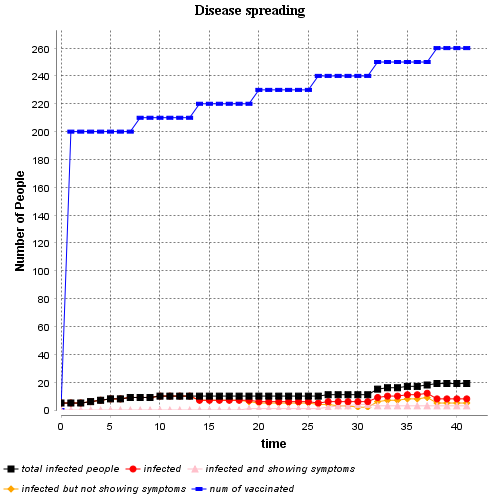 Disease spreading
Number of People
260
240
220
200
180
160
140
120
100
80
60
40
20
0
0 5 10 15 20 25 30 35 40
time
total infected people infected infected and showing symptoms
infected but not showing symptoms num of vaccinated